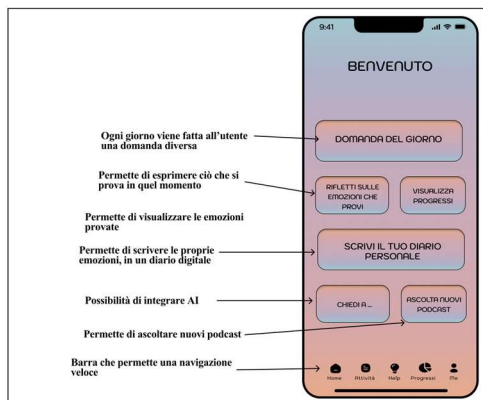 9:41
BENVENUTO
Ogni giorno viene fatta all'utente
una domanda diversa
DOMANDA DEL GIORNO
Permette di esprimere ciò che si
prova in quel momento
RIFLETTI SULLE
EMOZIONI CHE
PROVI
VISUALIZZA
PROGRESSI
Permette di visualizzare le emozioni
provate
Permette di scrivere le proprie
emozioni, in un diario digitale
SCRIVI IL TUO DIARIO
PERSONALE
Possibilità di integrare AI
CHIEDI A ...
ASCOLTA NUOVI
PODCAST
Permette di ascoltare nuovi podcast
Barra che permette una navigazione
veloce
Home Attività Help Progressi Me